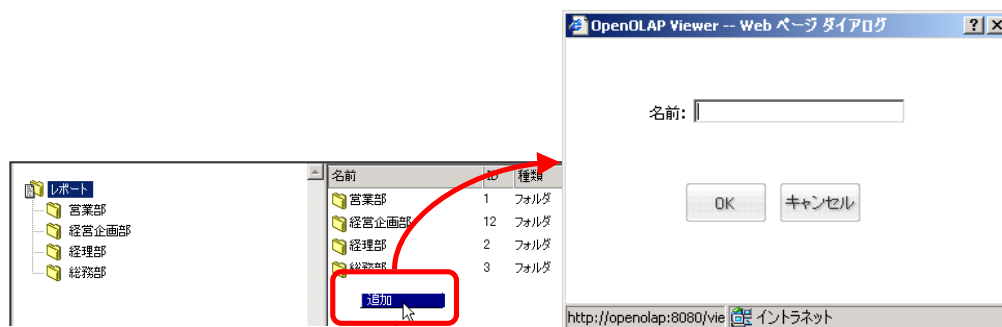 OpenOLAP Viewer -- Web ページ ダイアログ
名前:
OK
キャンセル
http://openolap:8080/vie
イントラネット
レポート
営業部
経営企画部
経理部
総務部
名前 ID 種類
営業部 1 フォルダ
経営企画部 12 フォルダ
経理部 2 フォルダ
総務部 3 フォルダ
追加